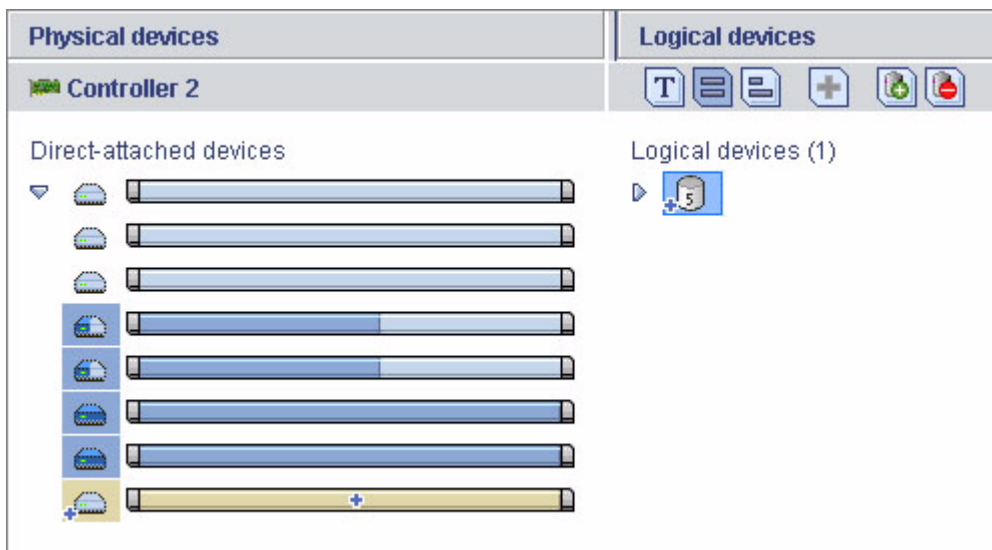 Physical devices
Logical devices
Controller 2
T
Direct-attached devices
Logical devices (1)
5